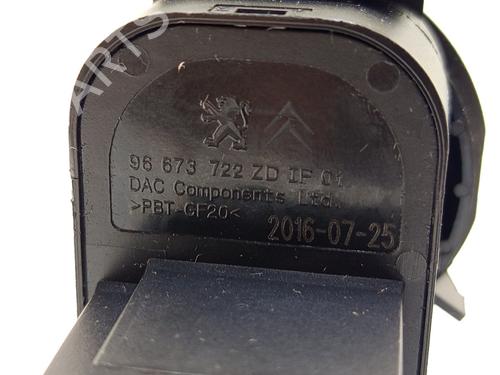 96 673 722 ZD IF 01
DAC Components Ltd.
>PBT-GF20<
2016-07-25